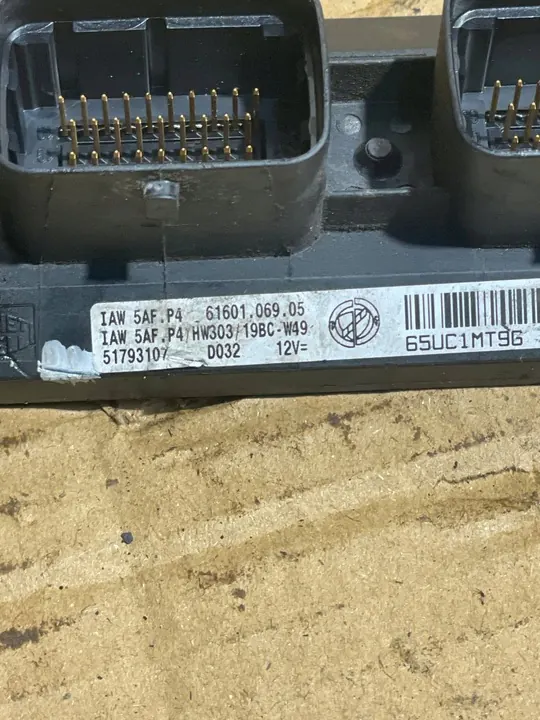 IAW 5AF.P4 61601.069.05
IAW 5AF.P4/HW303/19BC-W49
51793107 D032 12V=
65UC1MT9G